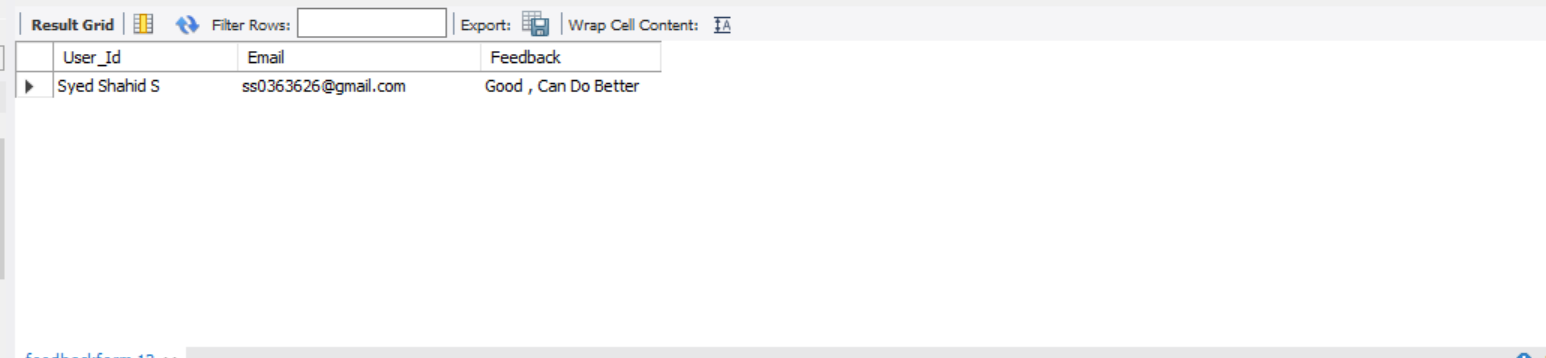 Result Grid Filter Rows: Export: Wrap Cell Content:
User_Id Email Feedback
Syed Shahid S ss0363626@gmail.com Good , Can Do Better